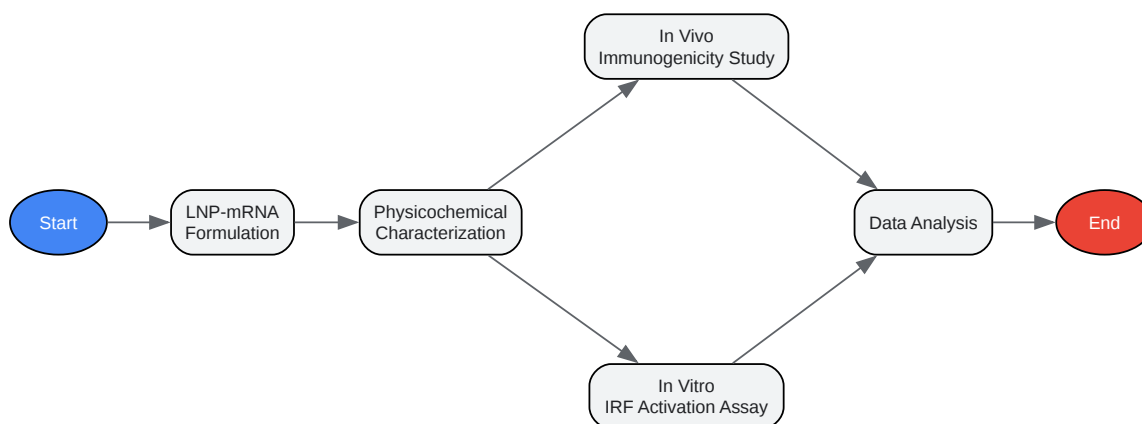 Start
LNP-mRNA
Formulation
Physicochemical
Characterization
In Vivo
Immunogenicity Study
In Vitro
IRF Activation Assay
Data Analysis
End